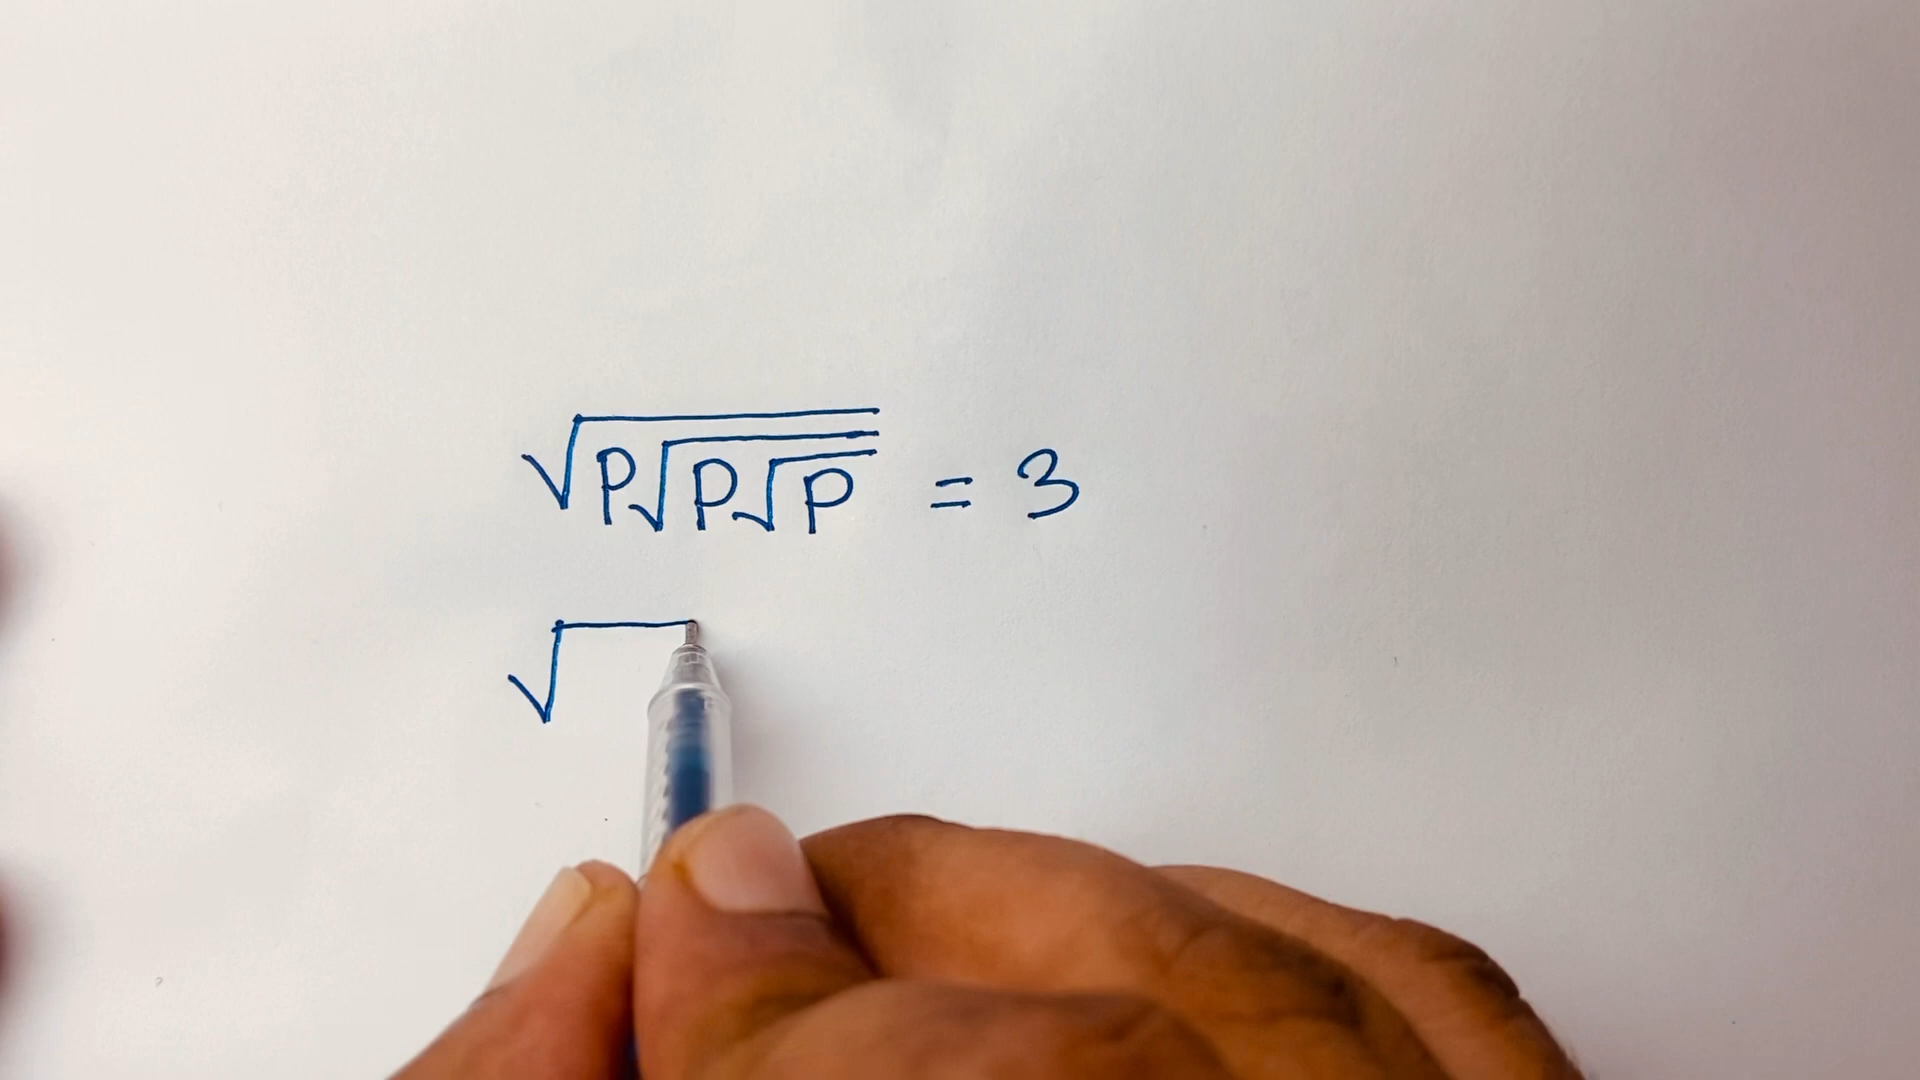 √(P√(P√P)) = 3
√